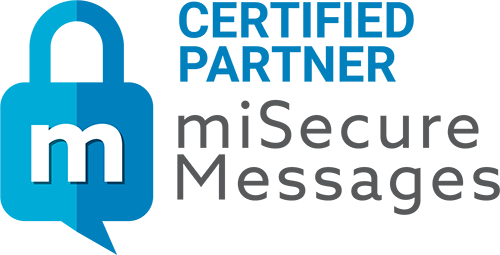 CERTIFIED
PARTNER
m
miSecure
Messages